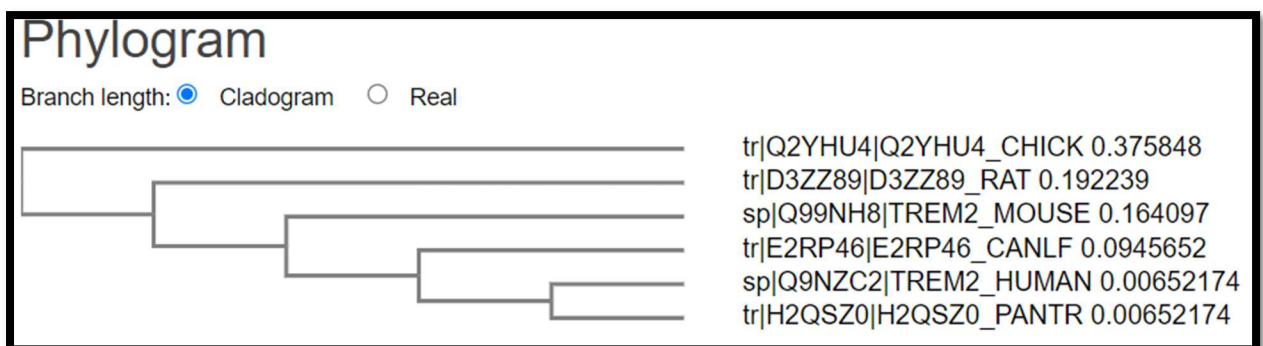 Phylogram
Branch length: Cladogram Real
tr|Q2YHU4|Q2YHU4_CHICK 0.375848
tr|D3ZZ89|D3ZZ89_RAT 0.192239
sp|Q99NH8|TREM2_MOUSE 0.164097
tr|E2RP46|E2RP46_CANLF 0.0945652
sp|Q9NZC2|TREM2_HUMAN 0.00652174
tr|H2QSZ0|H2QSZ0_PANTR 0.00652174